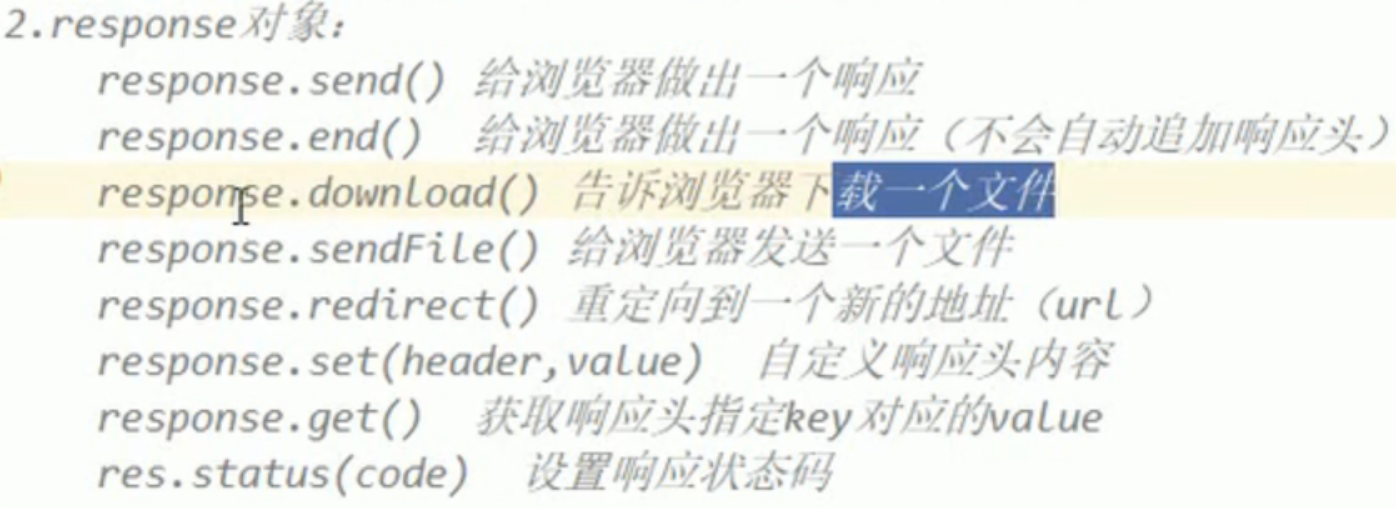 2.response对象:
response.send() 给浏览器做出一个响应
response.end() 给浏览器做出一个响应（不会自动追加响应头）
response.download() 告诉浏览器下载一个文件
response.sendFile() 给浏览器发送一个文件
response.redirect() 重定向到一个新的地址（url）
response.set(header,value) 自定义响应头内容
response.get() 获取响应头指定key对应的value
res.status(code) 设置响应状态码